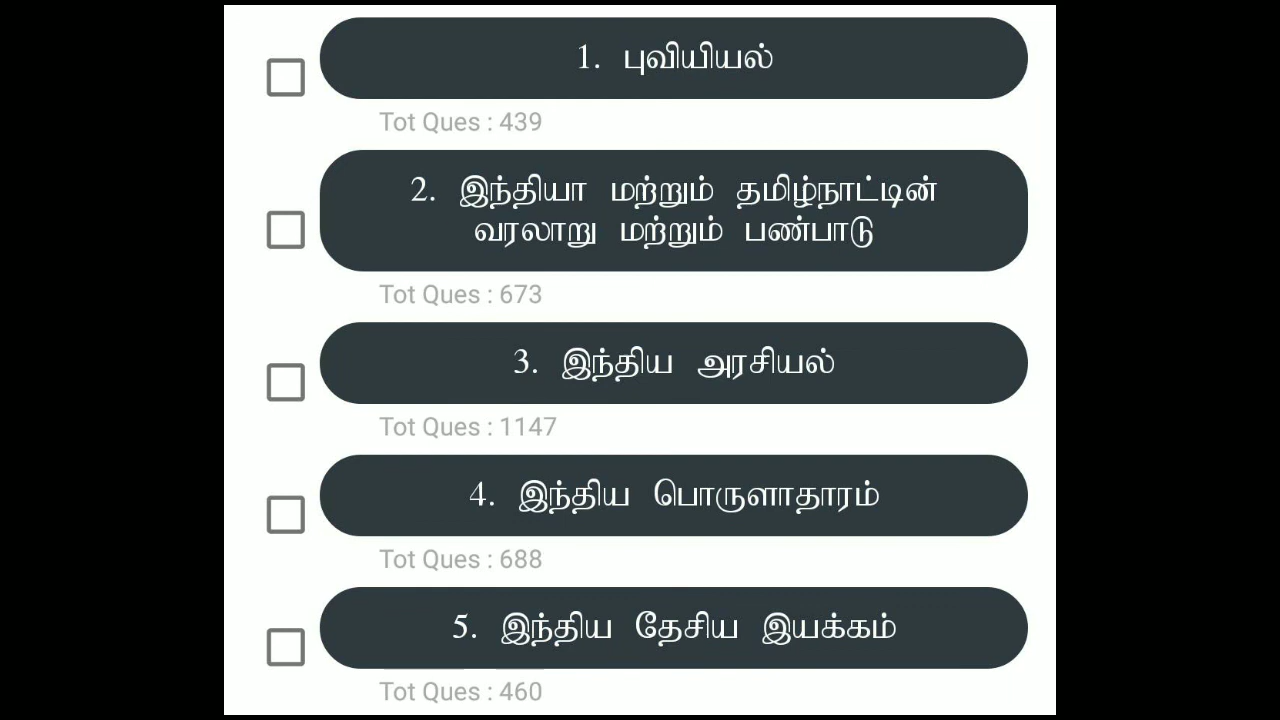 1. புவியியல்
Tot Ques : 439
2. இந்தியா மற்றும் தமிழ்நாட்டின்
வரலாறு மற்றும் பண்பாடு
Tot Ques : 673
3. இந்திய அரசியல்
Tot Ques : 1147
4. இந்திய பொருளாதாரம்
Tot Ques : 688
5. இந்திய தேசிய இயக்கம்
Tot Ques : 460